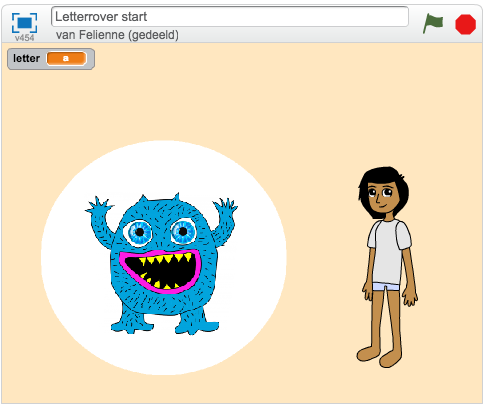 Letterrover start
van Felienne (gedeeld)
v454
letter a